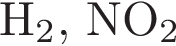 H₂, NO₂